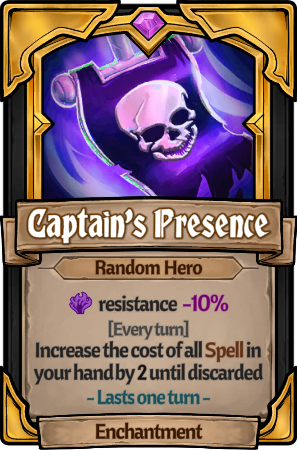 Captain's Presence
Random Hero
resistance -10%
[Every turn]
Increase the cost of all Spell in
your hand by 2 until discarded
- Lasts one turn -
Enchantment